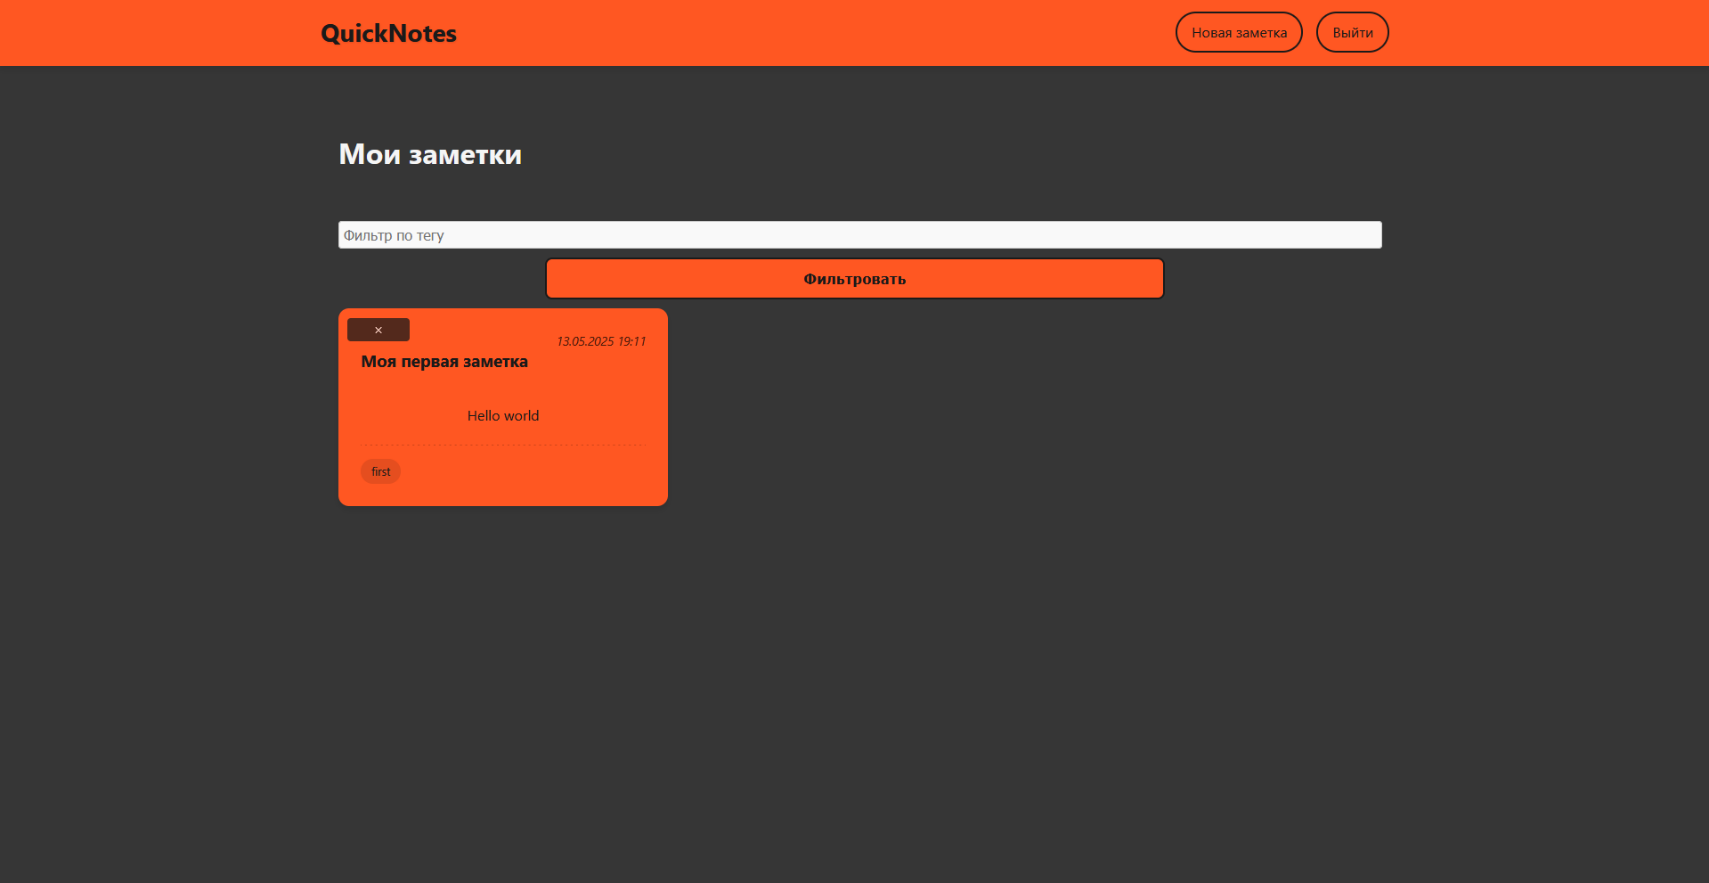 QuickNotes
Новая заметка
Выйти
Мои заметки
Фильтр по тегу
Фильтровать
×
13.05.2025 19:11
Моя первая заметка
Hello world
first